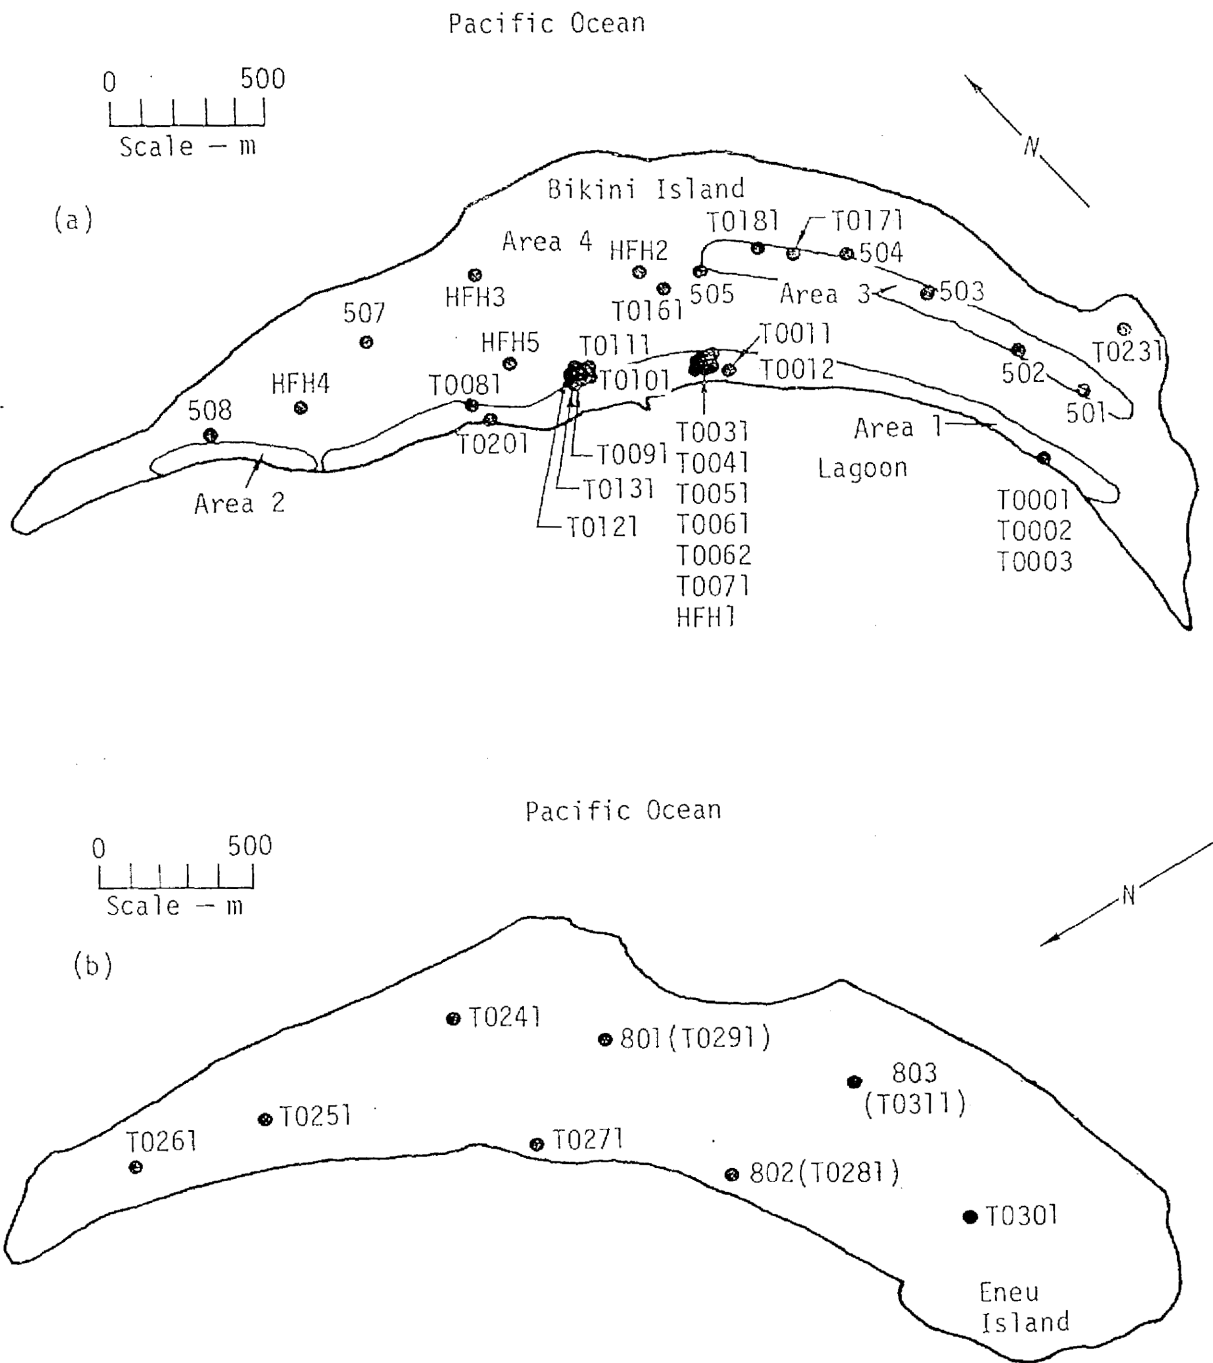 Pacific Ocean
0 500
Scale — m
N
(a)
Bikini Island
T0181 T0171
Area 4 HFH2 504
HFH3 505 Area 3 503
T0161
507
HFH5 T0111 T0011
T0101 T0012 502 T0231
HFH4 T0081 501
508 T0201 T0031 Area 1
T0091 T0041 Lagoon
Area 2 T0131 T0051 T0001
T0121 T0061 T0002
T0062 T0003
T0071
HFH1
Pacific Ocean
0 500
Scale — m
N
(b)
T0241
801(T0291)
803
(T0311)
T0251
T0261 T0271
802(T0281)
T0301
Eneu
Island